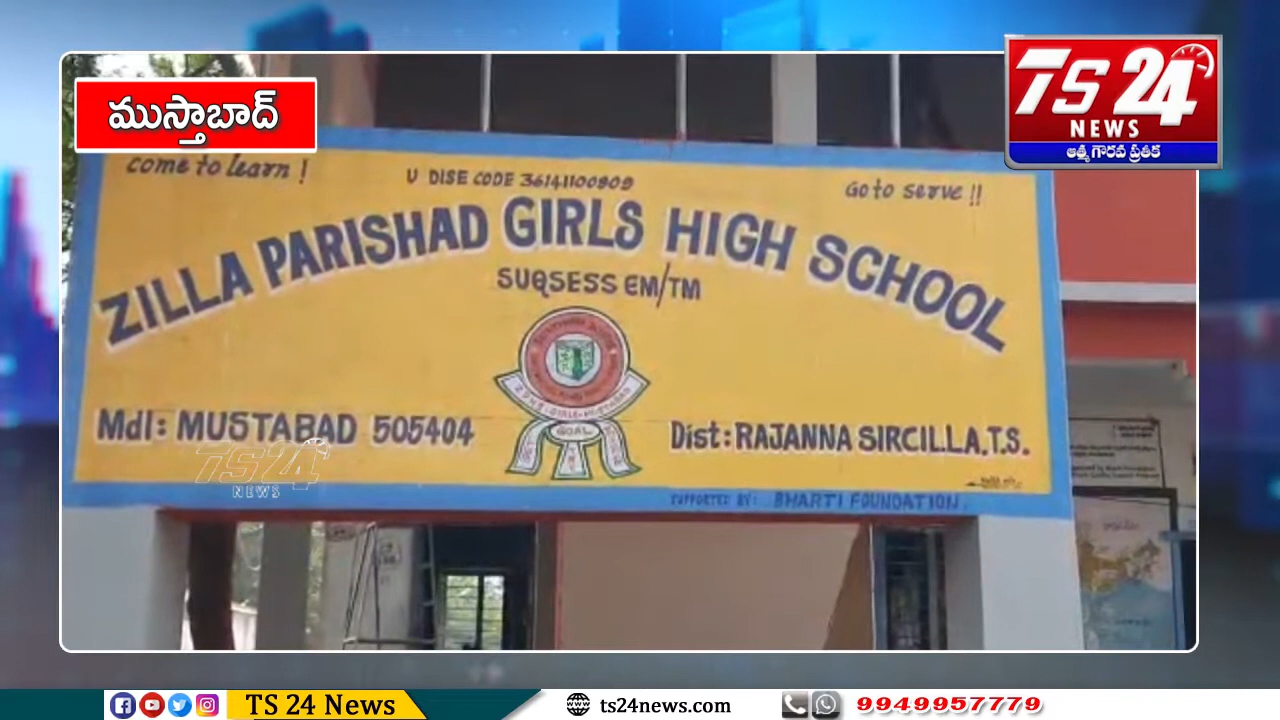 ముస్తాబాద్
TS 24
NEWS
ఆత్మ గౌరవ ప్రతీక
come to learn !
U DISE CODE 36141100909
Go to serve !!
ZILLA PARISHAD GIRLS HIGH SCHOOL
SUQSESS EM/TM
GOAL
Mdl: MUSTABAD 505404
Dist: RAJANNA SIRCILLA.T.S.
TS 24
NEWS
SUPPORTED BY: BHARTI FOUNDATION.
TS 24 News
ts24news.com
9949957779